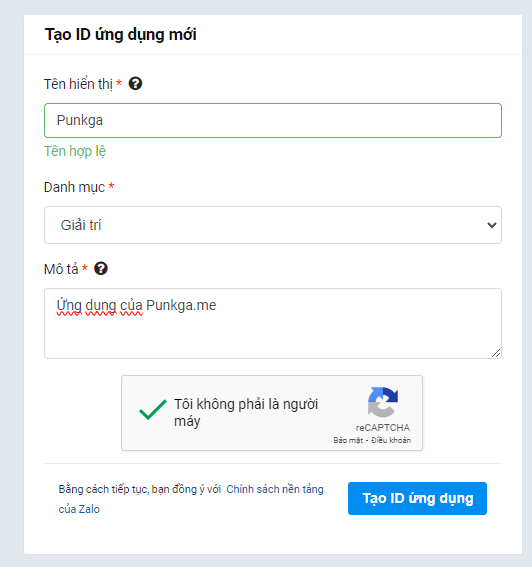 Tạo ID ứng dụng mới
Tên hiển thị *
Punkga
Tên hợp lệ
Danh mục *
Giải trí
Mô tả *
Ứng dụng của Punkga.me
Tôi không phải là người
máy
reCAPTCHA
Bảo mật - Điều khoản
Bằng cách tiếp tục, bạn đồng ý với Chính sách nền tảng
của Zalo
Tạo ID ứng dụng